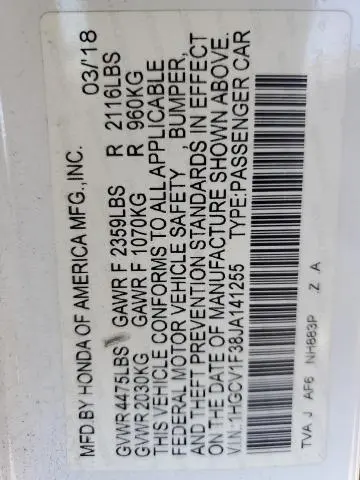 MFD.BY HONDA OF AMERICA MFG.,INC. 03/'18
GVWR 4475LBS GAWR F 2359LBS R 2116LBS
GVWR 2030KG GAWR F 1070KG R 960KG
THIS VEHICLE CONFORMS TO ALL APPLICABLE
FEDERAL MOTOR VEHICLE SAFETY BUMPER,
AND THEFT PREVENTION STANDARDS, IN EFFECT
ON THE DATE OF MANUFACTURE SHOWN ABOVE.
V.I.N.:1HGCV1F38JA141255 TYPE:PASSENGER CAR
TVA J AF6 NH883P Z A